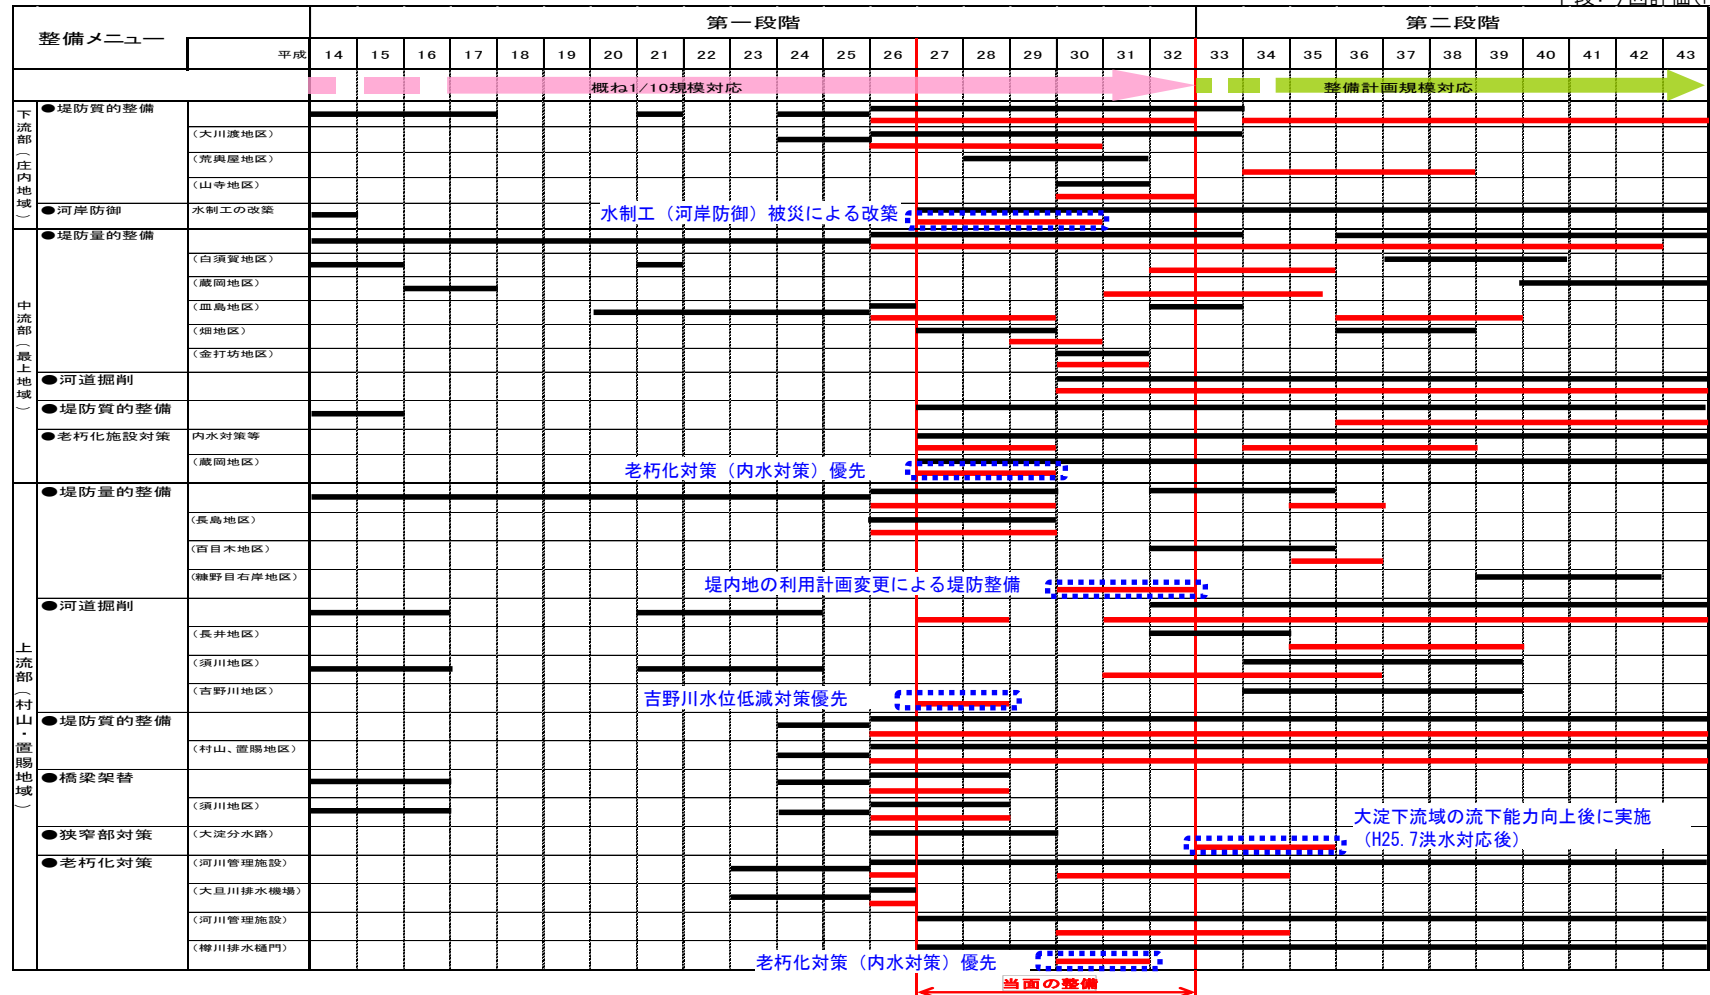 第一段階
第二段階
整備メニュー
平成 14 15 16 17 18 19 20 21 22 23 24 25 26 27 28 29 30 31 32 33 34 35 36 37 38 39 40 41 42 43
概ね1/10規模対応
整備計画規模対応
下流部（庄内地域）
●堤防質的整備
（大川渡地区）
（荒興屋地区）
（山寺地区）
●河岸防御
水制工の改築
水制工（河岸防御）被災による改築
中流部（最上地域）
●堤防量的整備
（白須賀地区）
（蔵岡地区）
（皿島地区）
（畑地区）
（金打坊地区）
●河道掘削
●堤防質的整備
●老朽化施設対策
内水対策等
（蔵岡地区）
老朽化対策（内水対策）優先
上流部（村山・置賜地域）
●堤防量的整備
（長島地区）
（百目木地区）
（糠野目右岸地区）
堤内地の利用計画変更による堤防整備
●河道掘削
（長井地区）
（須川地区）
（吉野川地区）
吉野川水位低減対策優先
●堤防質的整備
（村山、置賜地区）
●橋梁架替
（須川地区）
大淀下流域の流下能力向上後に実施
（H25.7洪水対応後）
●狭窄部対策
（大淀分水路）
●老朽化対策
（河川管理施設）
（大旦川排水機場）
（河川管理施設）
（樽川排水樋門）
老朽化対策（内水対策）優先
当面の整備